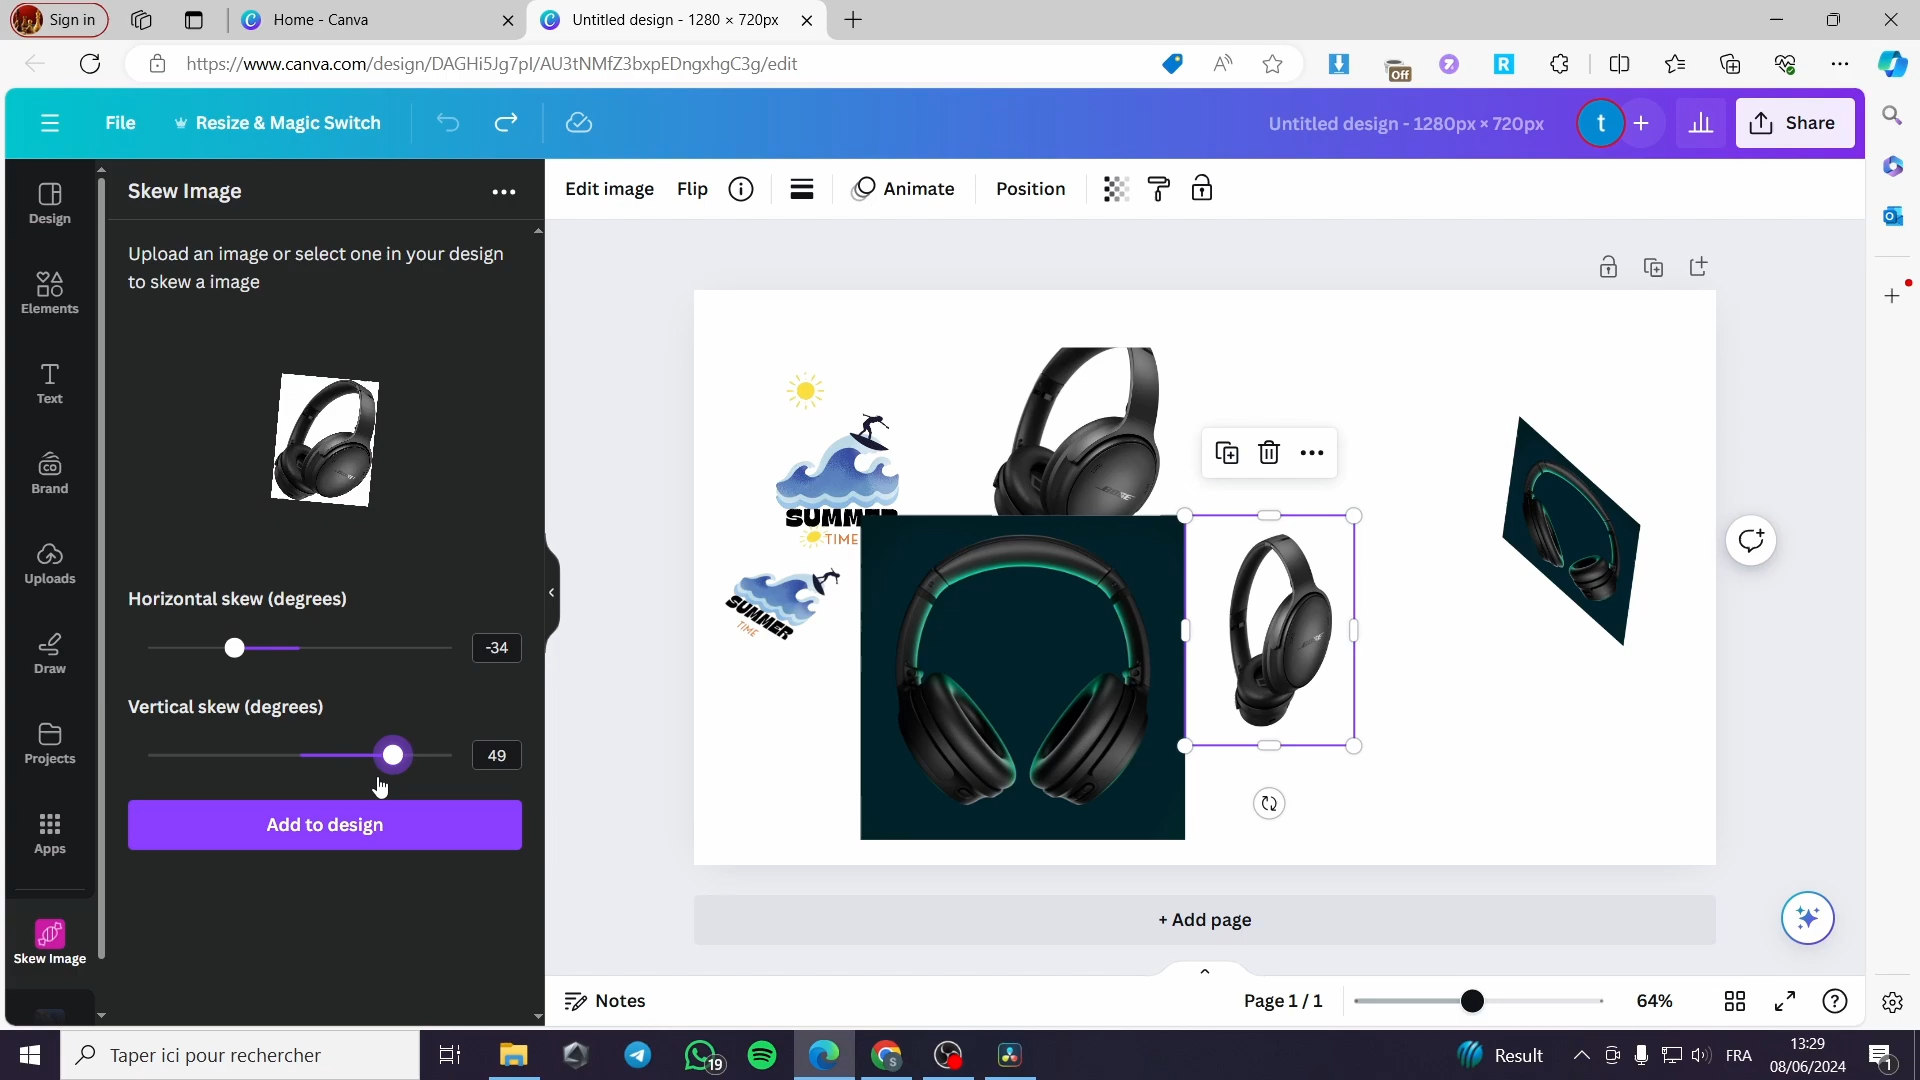 Sign in
Home - Canva
Untitled design - 1280 × 720px
https://www.canva.com/design/DAGHi5Jg7pI/AU3tNMfZ3bxpEDngxhgC3g/edit
Off
File
Resize & Magic Switch
Untitled design - 1280px × 720px
t
Share
Design
Elements
Text
Brand
Uploads
Draw
Projects
Apps
Skew Image
Skew Image
Upload an image or select one in your design
to skew a image
Horizontal skew (degrees)
-34
Vertical skew (degrees)
49
Add to design
Edit image
Flip
Animate
Position
SUMMER
TIME
SUMMER
TIME
BOSE
+ Add page
Notes
Page 1 / 1
64%
Taper ici pour rechercher
19
Result
FRA
13:29
08/06/2024
1